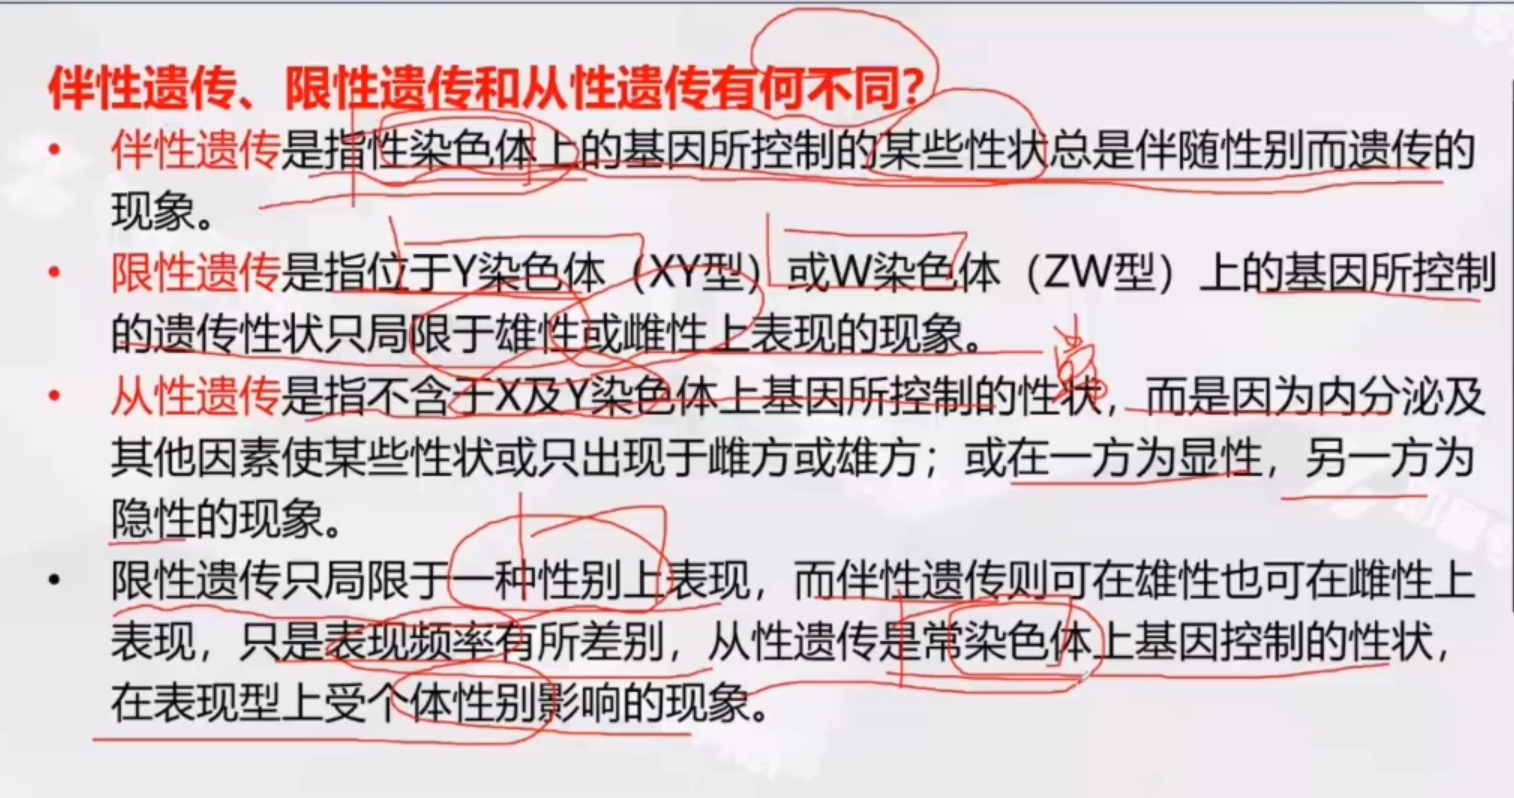 伴性遗传、限性遗传和从性遗传有何不同？
• 伴性遗传是指性染色体上的基因所控制的某些性状总是伴随性别而遗传的
现象。
• 限性遗传是指位于Y染色体（XY型）或W染色体（ZW型）上的基因所控制
的遗传性状只局限于雄性或雌性上表现的现象。
常
• 从性遗传是指不含于X及Y染色体上基因所控制的性状，而是因为内分泌及
其他因素使某些性状或只出现于雌方或雄方；或在一方为显性，另一方为
隐性的现象。
• 限性遗传只局限于一种性别上表现，而伴性遗传则可在雄性也可在雌性上
表现，只是表现频率有所差别，从性遗传是常染色体上基因控制的性状，
在表现型上受个体性别影响的现象。